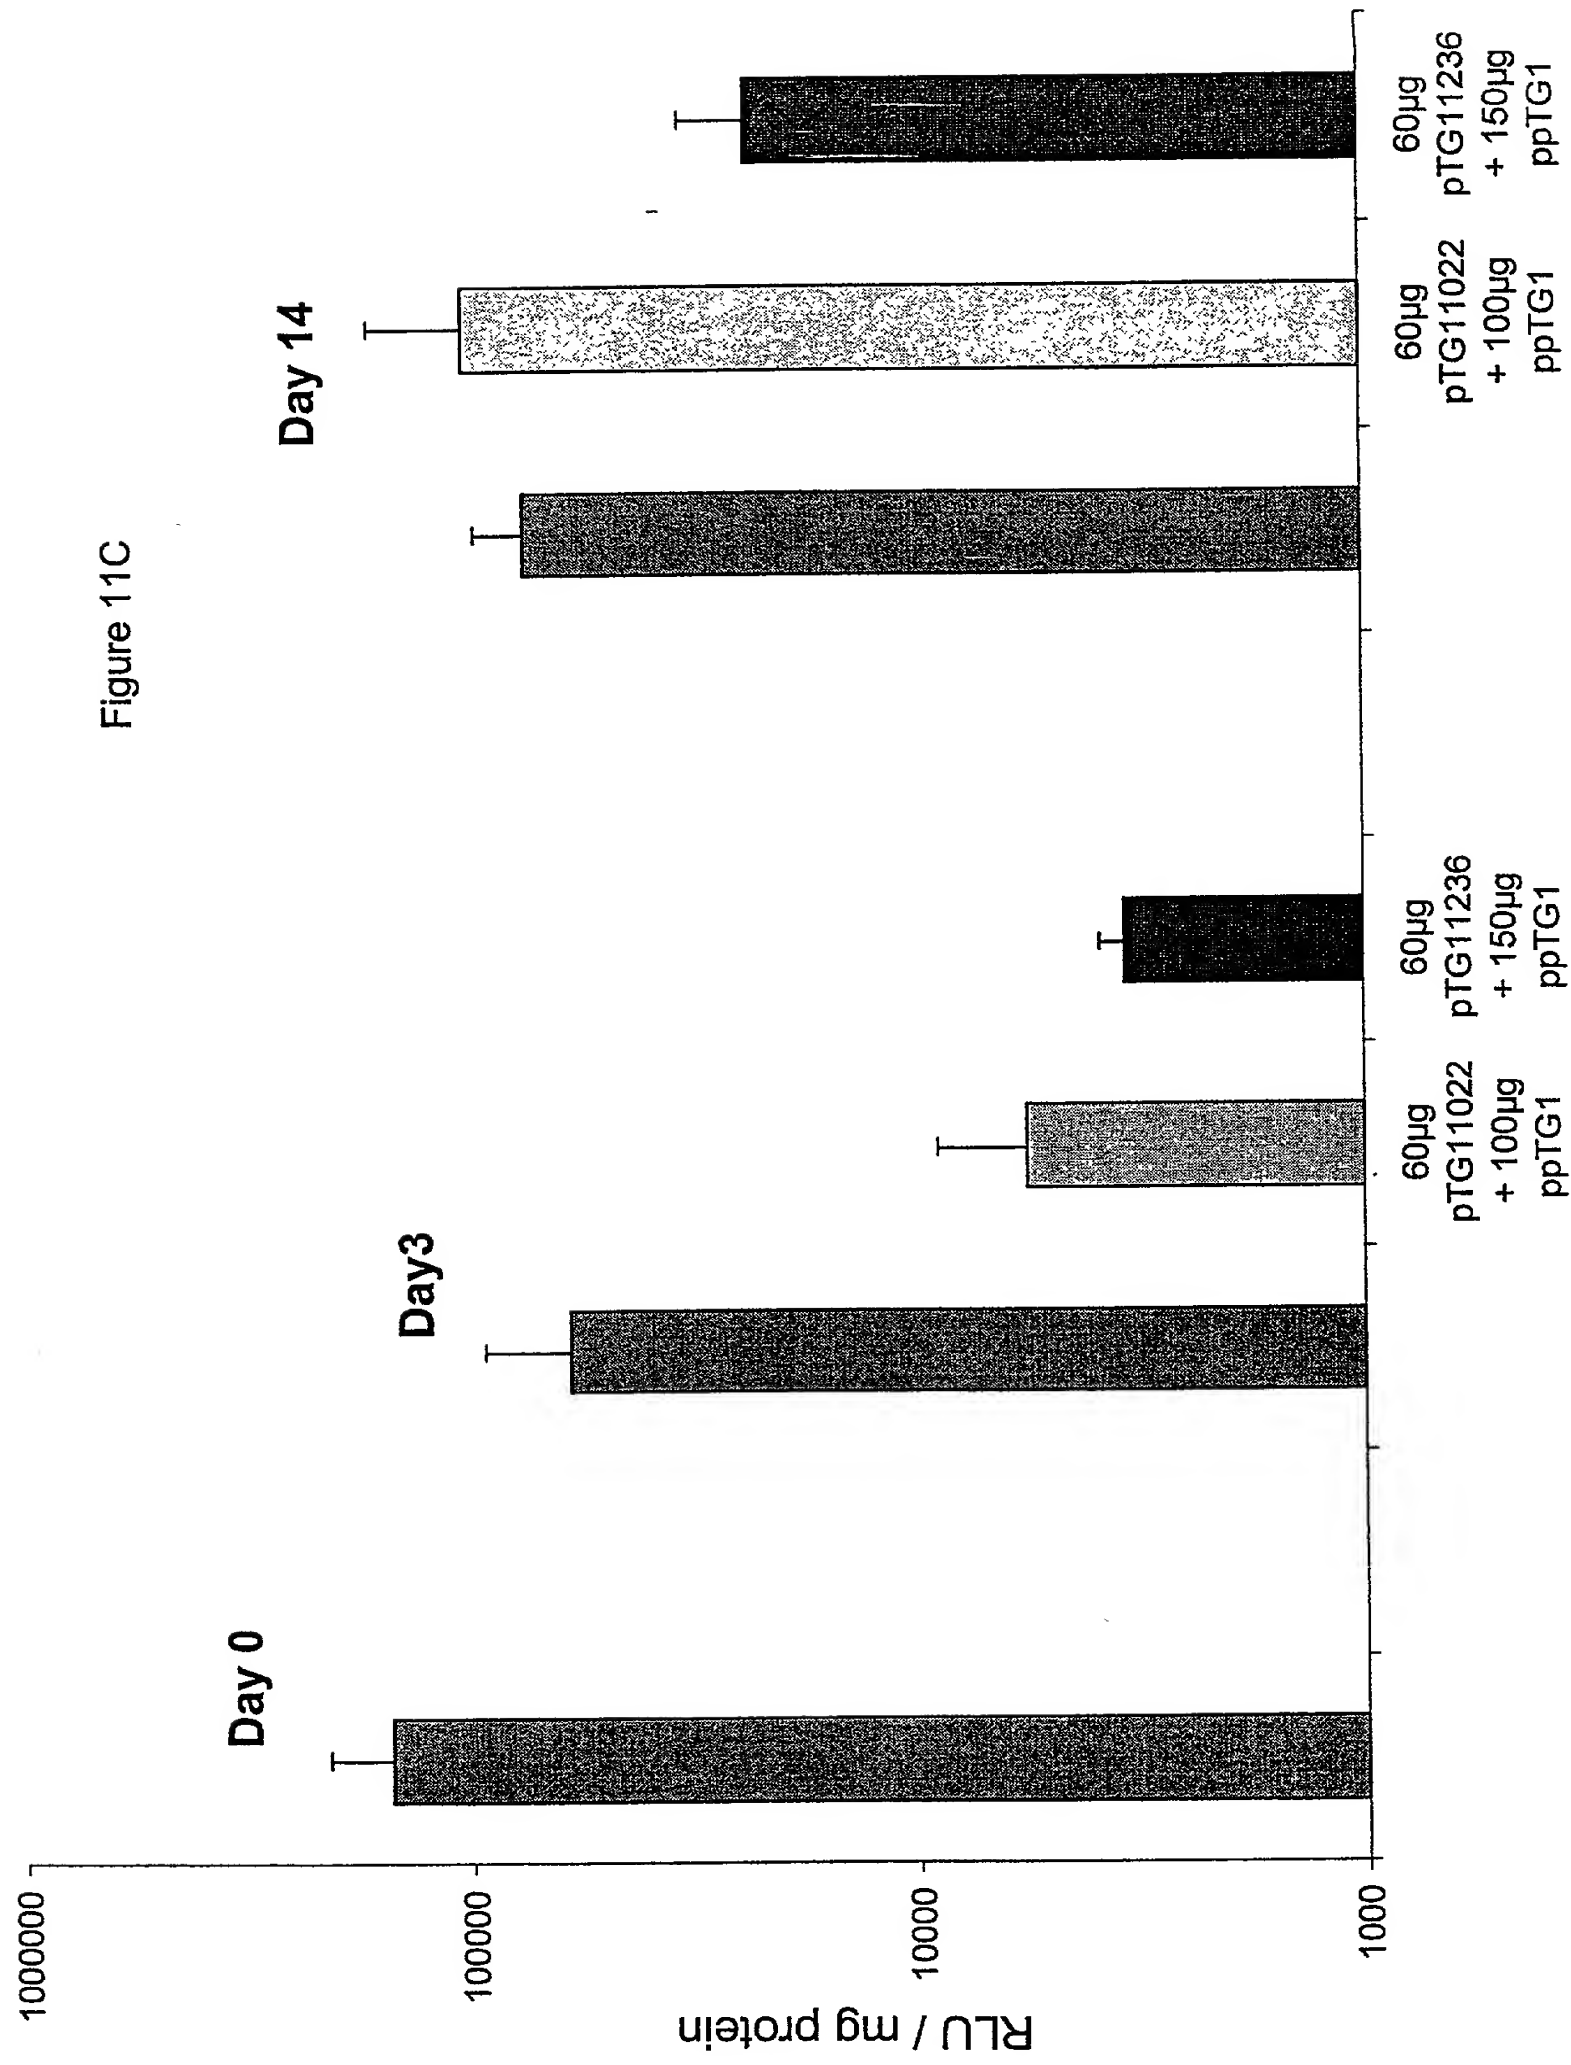 Figure 11C
RLU / mg protein
1000000
100000
10000
1000
Day 0
Day3
Day 14
60µg
pTG11022
+ 100µg
ppTG1
60µg
pTG11236
+ 150µg
ppTG1
60µg
pTG11022
+ 100µg
ppTG1
60µg
pTG11236
+ 150µg
ppTG1